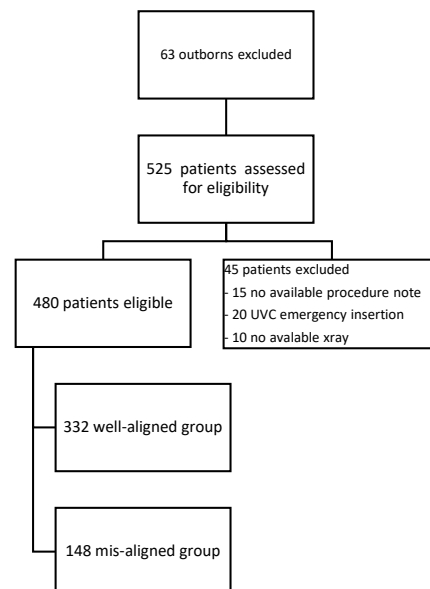 63 outborns excluded
525 patients assessed
for eligibility
480 patients eligible
45 patients excluded
- 15 no available procedure note
- 20 UVC emergency insertion
- 10 no avalable xray
332 well-aligned group
148 mis-aligned group